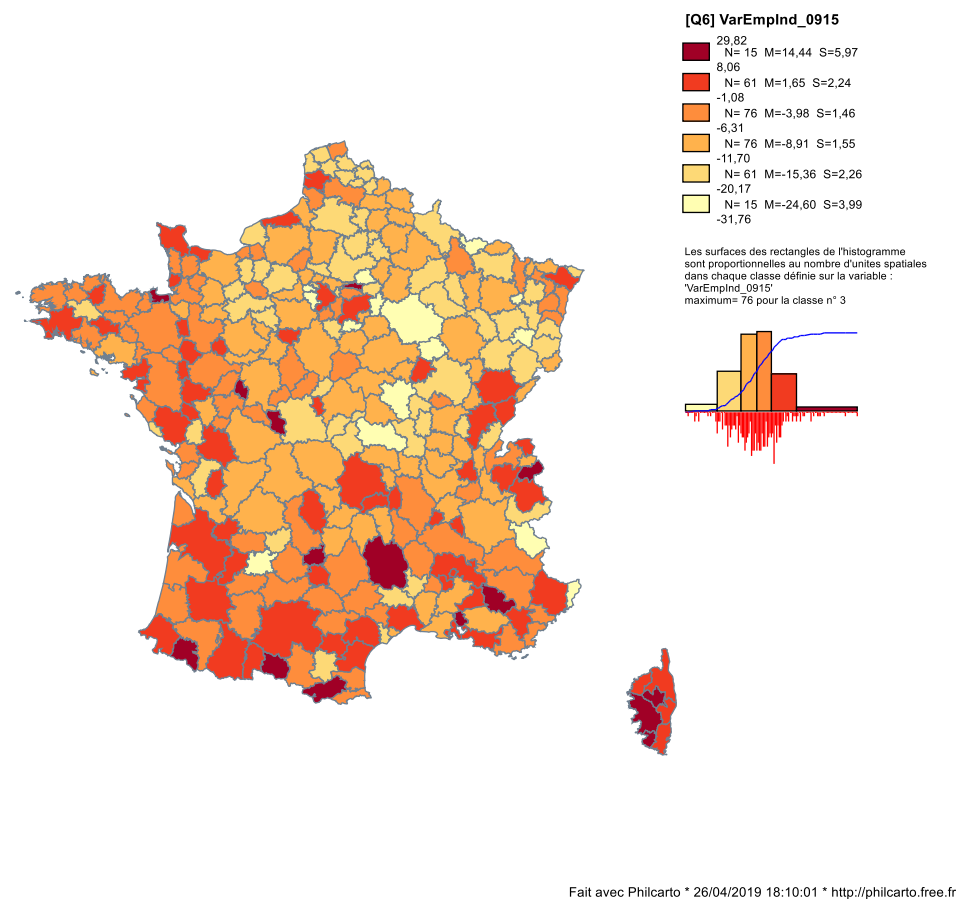 [Q6] VarEmpInd_0915
29,82
N= 15 M=14,44 S=5,97
8,06
N= 61 M=1,65 S=2,24
-1,08
N= 76 M=-3,98 S=1,46
-6,31
N= 76 M=-8,91 S=1,55
-11,70
N= 61 M=-15,36 S=2,26
-20,17
N= 15 M=-24,60 S=3,99
-31,76
Les surfaces des rectangles de l'histogramme
sont proportionnelles au nombre d'unites spatiales
dans chaque classe définie sur la variable :
'VarEmpInd_0915'
maximum= 76 pour la classe n° 3
Fait avec Philcarto * 26/04/2019 18:10:01 * http://philcarto.free.fr